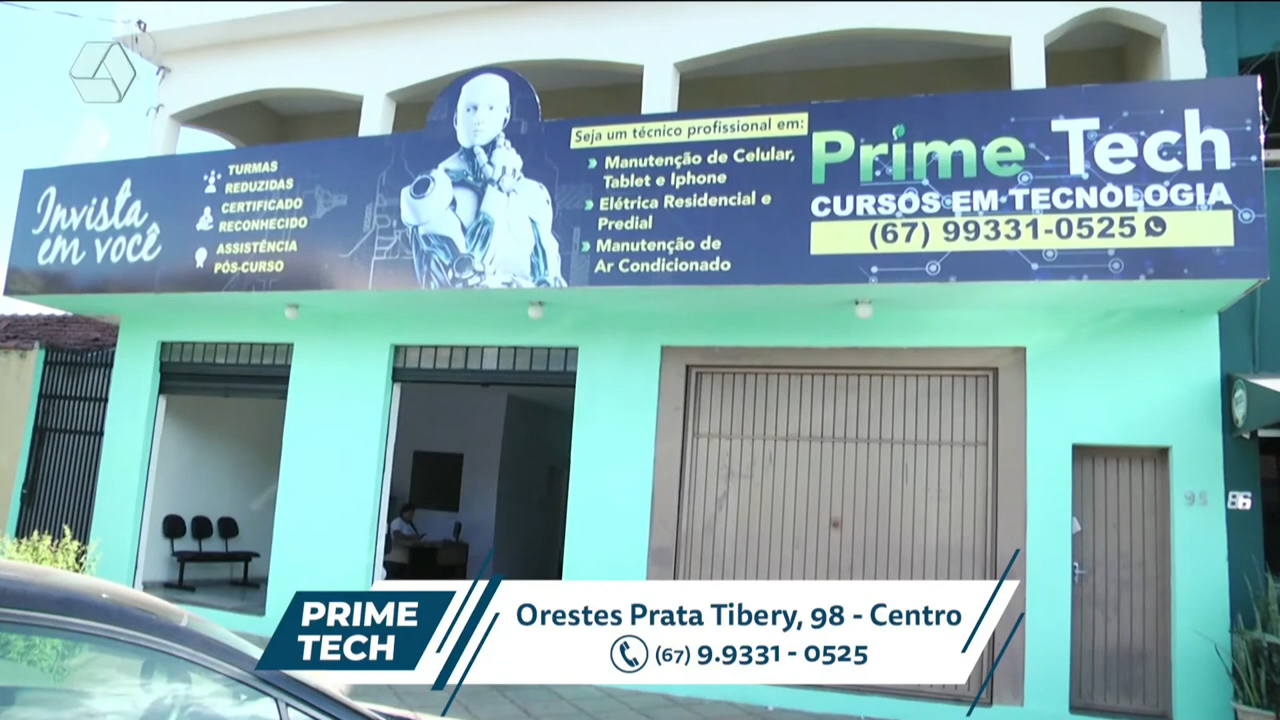 Invista
em você
TURMAS
REDUZIDAS
CERTIFICADO
RECONHECIDO
ASSISTÊNCIA
PÓS-CURSO
Seja um técnico profissional em:
» Manutenção de Celular,
Tablet e Iphone
» Elétrica Residencial e
Predial
» Manutenção de
Ar Condicionado
Prime Tech
CURSOS EM TECNOLOGIA
(67) 99331-0525
86
PRIME
TECH
Orestes Prata Tibery, 98 - Centro
(67) 9.9331 - 0525